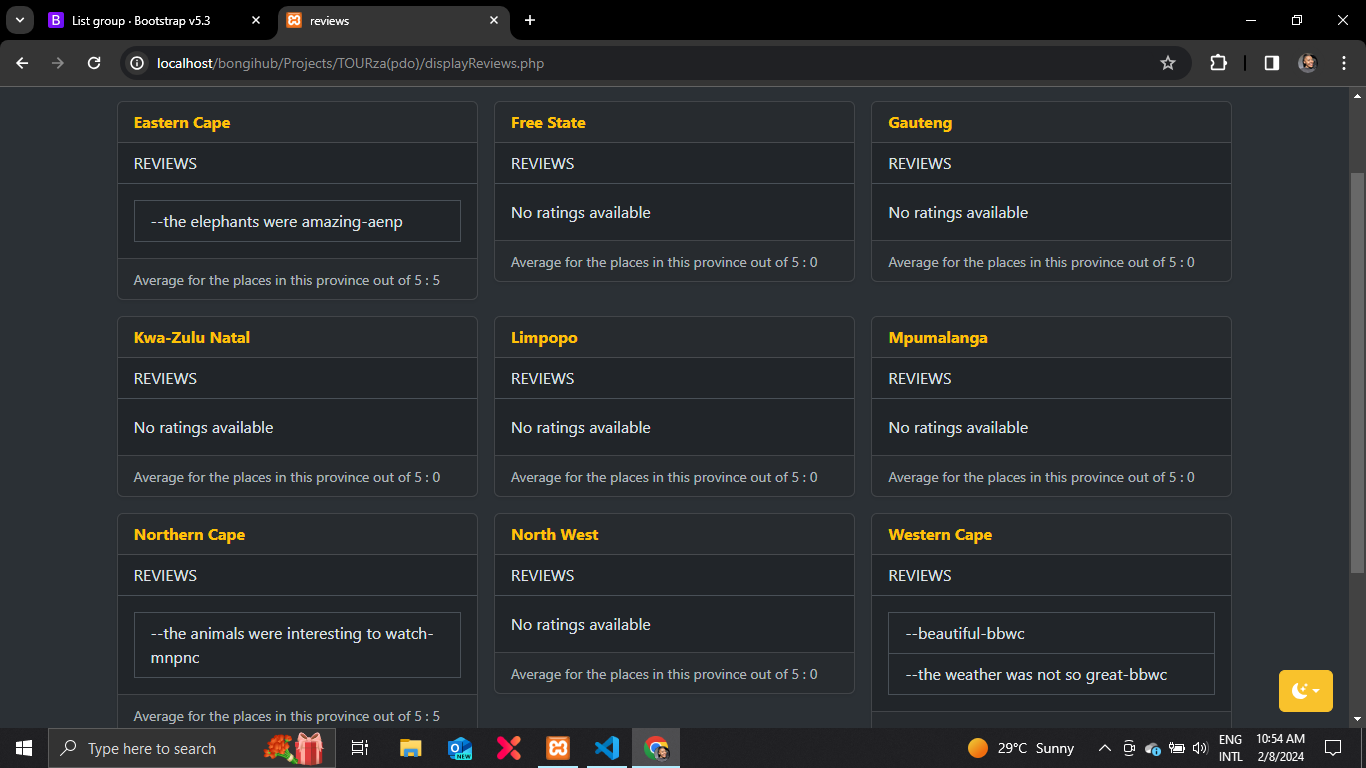 List group · Bootstrap v5.3
reviews
localhost/bongihub/Projects/TOURza(pdo)/displayReviews.php
Eastern Cape
REVIEWS
--the elephants were amazing-aenp
Average for the places in this province out of 5 : 5
Free State
REVIEWS
No ratings available
Average for the places in this province out of 5 : 0
Gauteng
REVIEWS
No ratings available
Average for the places in this province out of 5 : 0
Kwa-Zulu Natal
REVIEWS
No ratings available
Average for the places in this province out of 5 : 0
Limpopo
REVIEWS
No ratings available
Average for the places in this province out of 5 : 0
Mpumalanga
REVIEWS
No ratings available
Average for the places in this province out of 5 : 0
Northern Cape
REVIEWS
--the animals were interesting to watch-
mnpnc
Average for the places in this province out of 5 : 5
North West
REVIEWS
No ratings available
Average for the places in this province out of 5 : 0
Western Cape
REVIEWS
--beautiful-bbwc
--the weather was not so great-bbwc
Type here to search
NEW
29°C Sunny
ENG
INTL
10:54 AM
2/8/2024